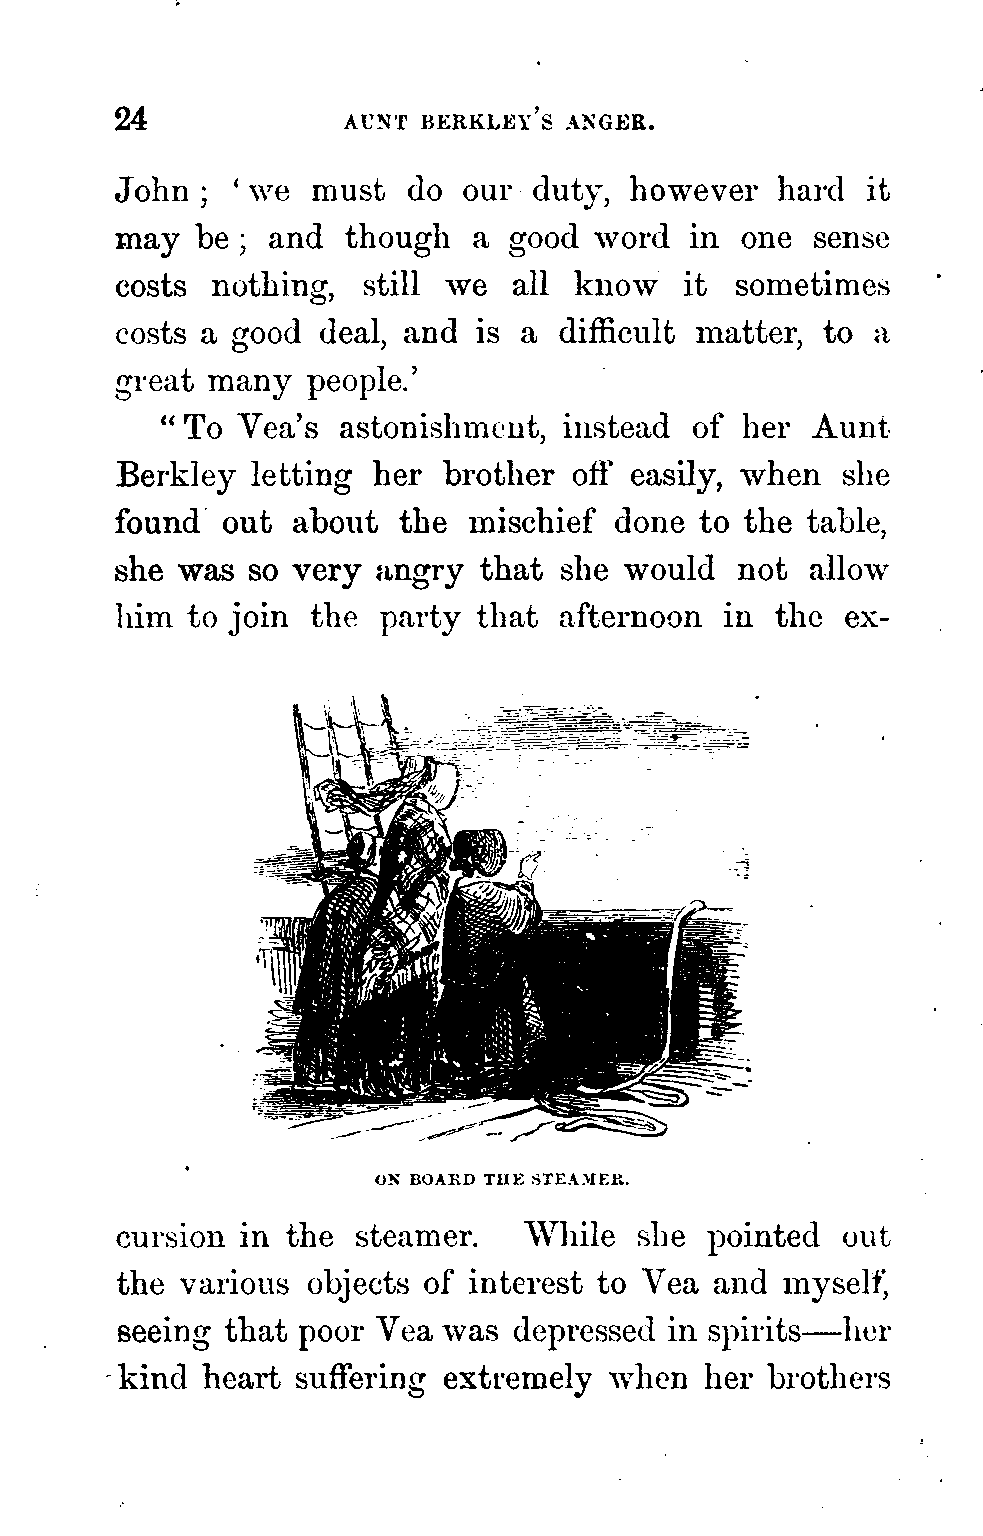 24 AUNT BERKLEY'S ANGER.
John ; ‘ we must do our duty, however hard it
may be ; and though a good word in one sense
costs nothing, still we all know it sometimes
costs a good deal, and is a difficult matter, to a
great many people.’
“ To Vea’s astonishment, instead of her Aunt
Berkley letting her brother off easily, when she
found out about the mischief done to the table,
she was so very angry that she would not allow
him to join the party that afternoon in the ex-
ON BOARD THE STEAMER.
cursion in the steamer. While she pointed out
the various objects of interest to Vea and myself,
seeing that poor Vea was depressed in spirits—her
kind heart suffering extremely when her brothers